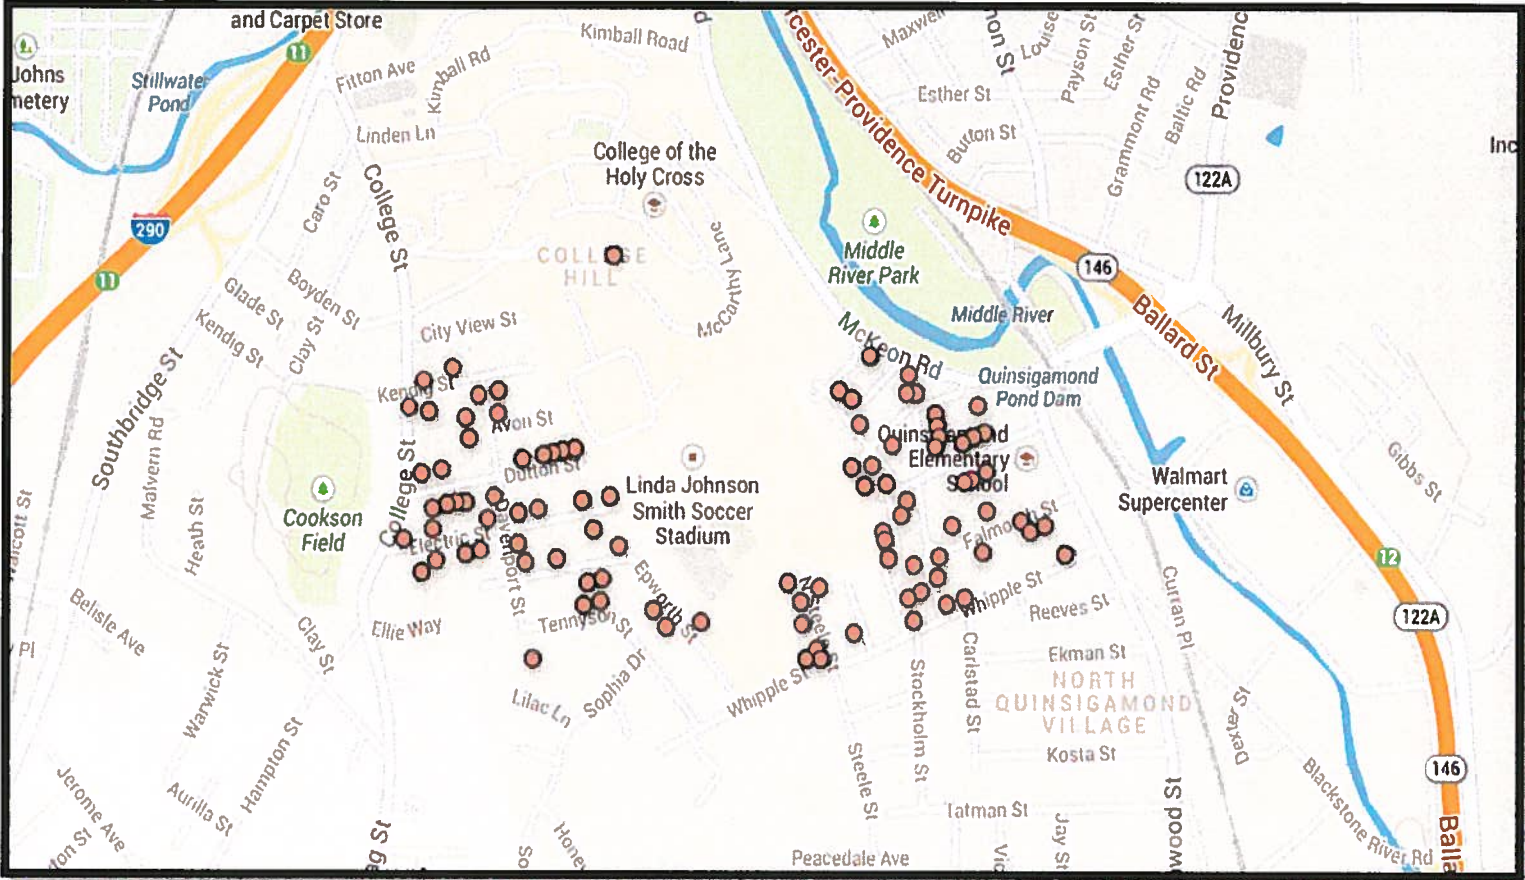 and Carpet Store
11
Johns
Stillwater
Pond
290
11
Fitton Ave
Kimball Rd
Kimball Road
Linden Ln
College St
Caro St
College of the
Holy Cross
COLLEGE
HILL
McCarthy Lane
Glade St
Boyden St
Kendig St
Clay St
City View St
Kendig St
Avon St
Southbridge St
Malvern Rd
Heath St
Cookson
Field
College St
Dutton St
Electric St
Davenport St
Linda Johnson
Smith Soccer
Stadium
Epworth St
Tennyson St
Ellie Way
Lilac Ln
Sophia Dr
Belisle Ave
Clay St
Warwick St
Hampton St
Aurilla St
Jerome Ave
Maxwell
Louise
Payson St
Esther St
Esther St
Button St
Grammont Rd
Baltic Rd
Providenc
122A
Inc
rcester-Providence Turnpike
Middle
River Park
Middle River
146
Ballard St
Millbury St
McKeon Rd
Quinsigamond
Pond Dam
Quinsigamond
Elementary
School
Walmart
Supercenter
Gibbs St
Falmouth St
Whipple St
Reeves St
Curran Pl
12
122A
Steele St
Whipple St
Stockholm St
Carlstad St
Ekman St
NORTH
QUINSIGAMOND
VILLAGE
Kosta St
Dexter St
Steele St
Tatman St
Jay St
Peacedale Ave
Blackstone River Rd
146
Balla